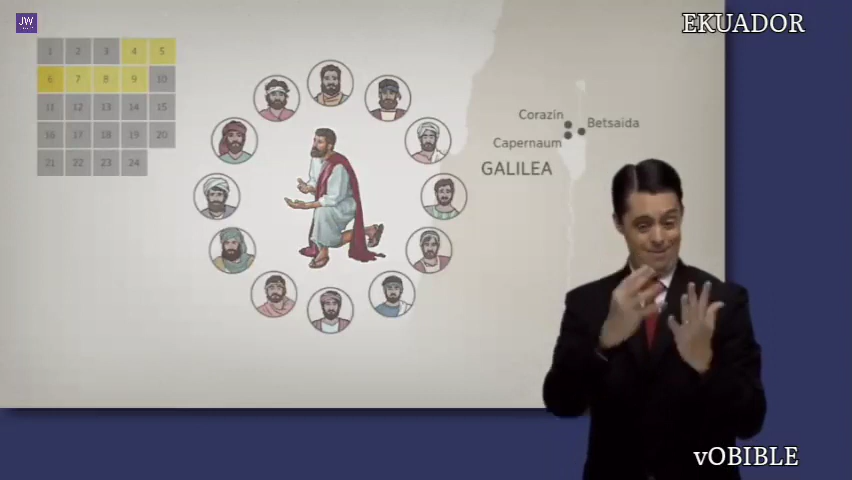 JW
EKUADOR
1 2 3 4 5
6 7 8 9 10
11 12 13 14 15
16 17 18 19 20
21 22 23 24
Corazín
Betsaida
Capernaum
GALILEA
vOBIBLE